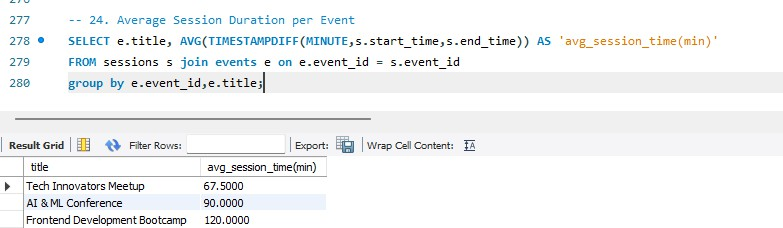 277 -- 24. Average Session Duration per Event
278 SELECT e.title, AVG(TIMESTAMPDIFF(MINUTE,s.start_time,s.end_time)) AS 'avg_session_time(min)'
279 FROM sessions s join events e on e.event_id = s.event_id
280 group by e.event_id,e.title;
Result Grid Filter Rows: Export: Wrap Cell Content: IA
title avg_session_time(min)
Tech Innovators Meetup 67.5000
AI & ML Conference 90.0000
Frontend Development Bootcamp 120.0000